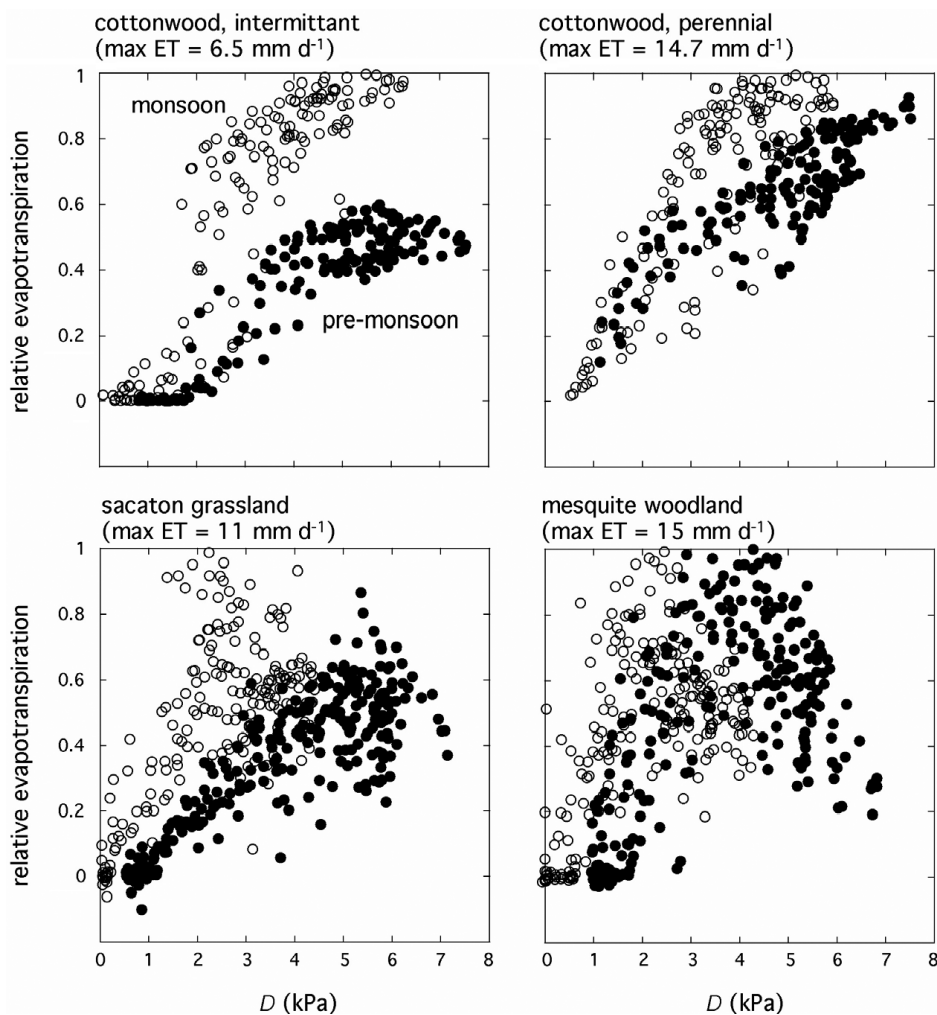 cottonwood, intermittant
(max ET = 6.5 mm d⁻¹)
cottonwood, perennial
(max ET = 14.7 mm d⁻¹)
relative evapotranspiration
1
0.8
0.6
0.4
0.2
0
monsoon
pre-monsoon
sacaton grassland
(max ET = 11 mm d⁻¹)
mesquite woodland
(max ET = 15 mm d⁻¹)
relative evapotranspiration
1
0.8
0.6
0.4
0.2
0
0 1 2 3 4 5 6 7 8
0 1 2 3 4 5 6 7 8
D (kPa)
D (kPa)